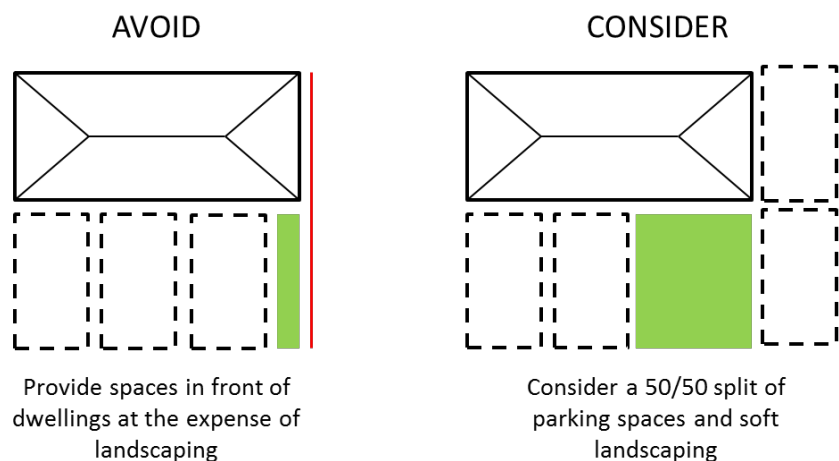 AVOID
CONSIDER
Provide spaces in front of
dwellings at the expense of
landscaping
Consider a 50/50 split of
parking spaces and soft
landscaping